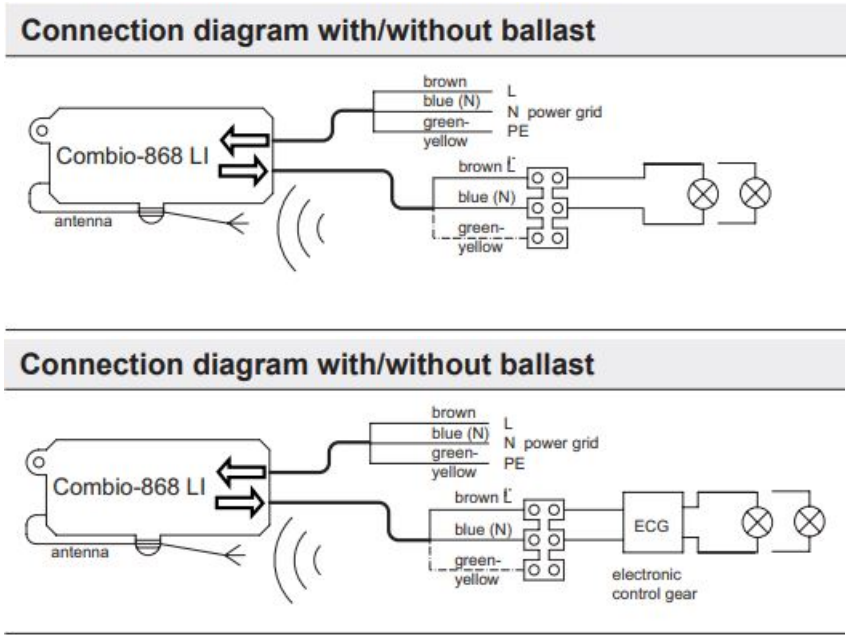 Connection diagram with/without ballast
brown
L
blue (N)
N power grid
green-
PE
yellow
Combio-868 LI
brown L'
blue (N)
antenna
green-
yellow
Connection diagram with/without ballast
brown
L
blue (N)
N power grid
green-
PE
yellow
Combio-868 LI
brown L'
blue (N)
ECG
antenna
green-
yellow
electronic
control gear